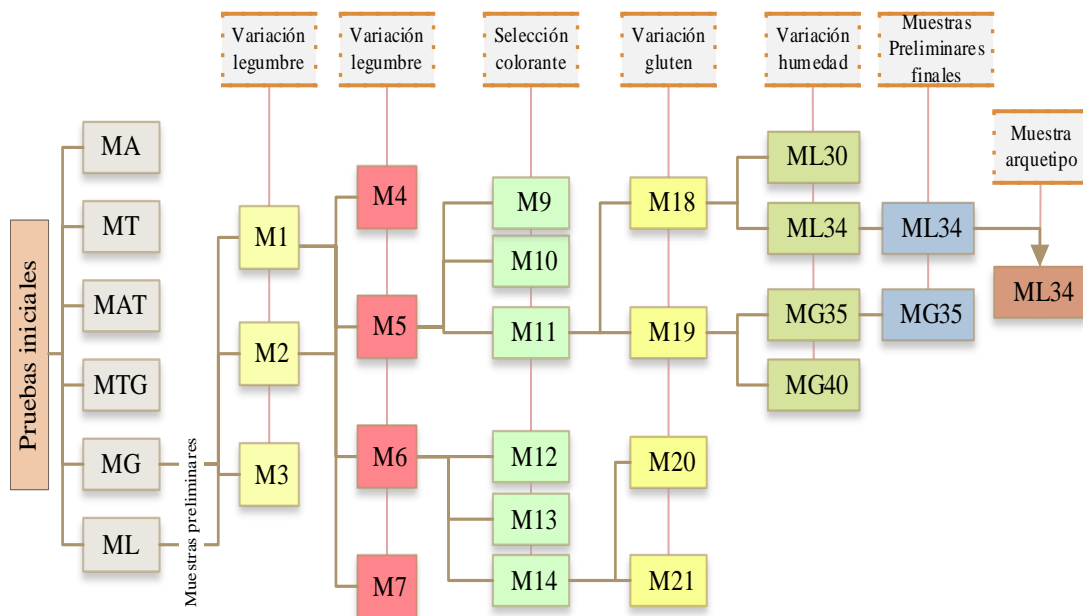 Variación
legumbre
Variación
legumbre
Selección
colorante
Variación
gluten
Variación
humedad
Muestras
Preliminares
finales
Muestra
arquetipo
Pruebas iniciales
MA
MT
MAT
MTG
MG
ML
Muestras preliminares
M1
M2
M3
M4
M5
M6
M7
M9
M10
M11
M12
M13
M14
M18
M19
M20
M21
ML30
ML34
MG35
MG40
ML34
MG35
ML34